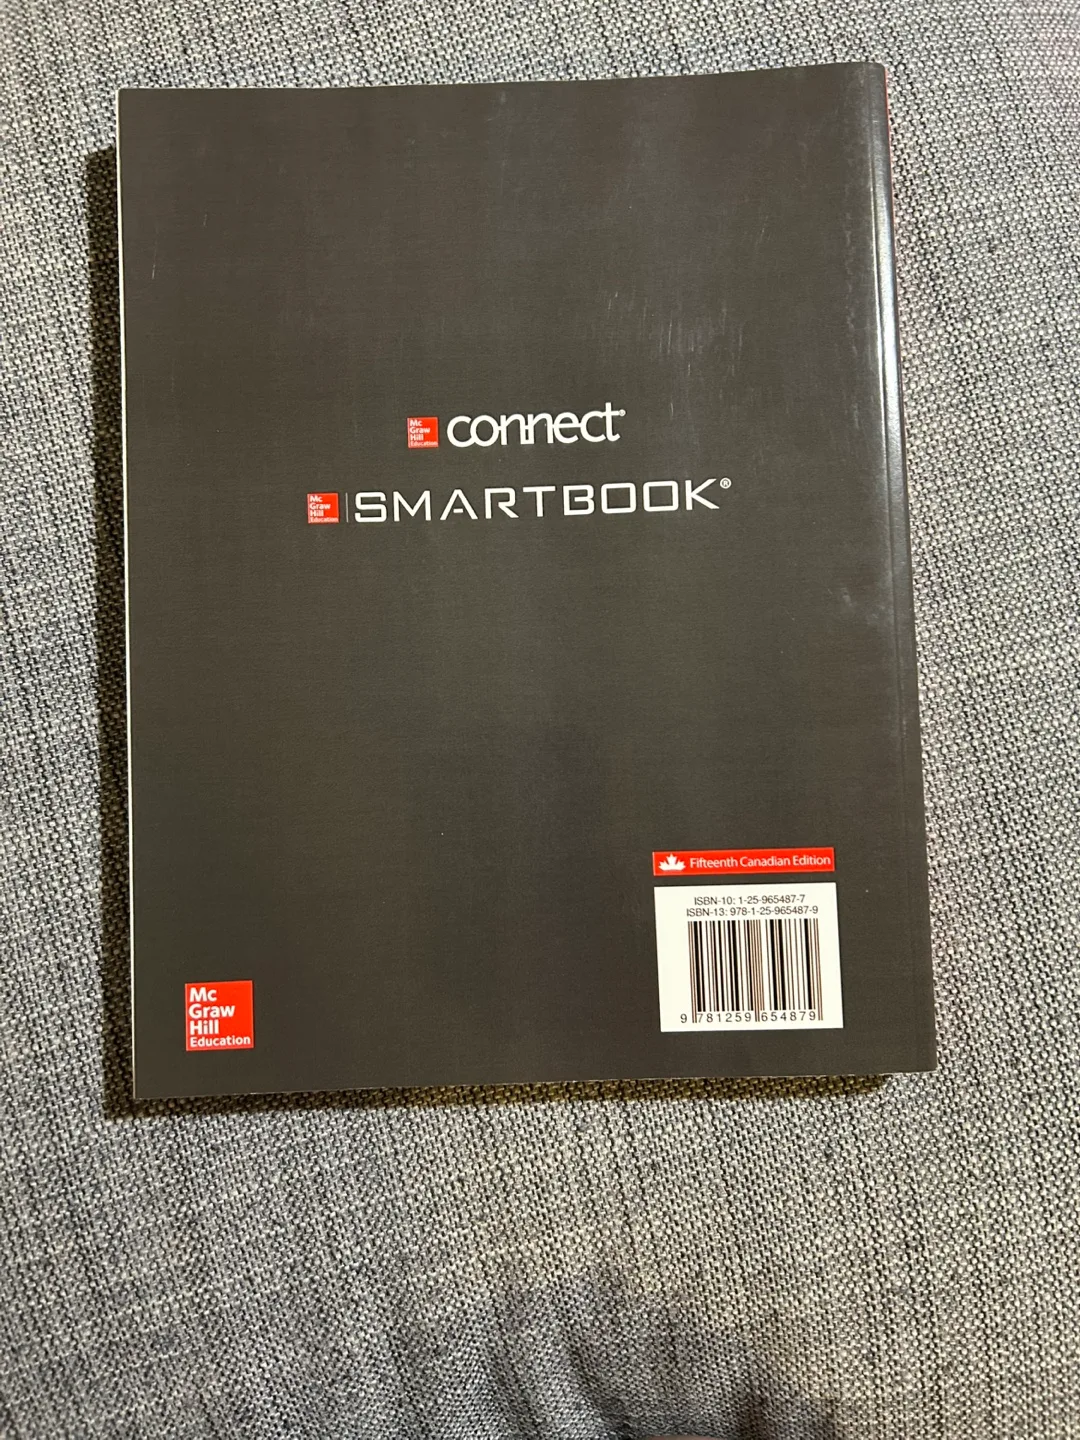 Mc
Graw
Hill
Education
connect®
Mc
Graw
Hill
Education
SMARTBOOK®
Fifteenth Canadian Edition
ISBN-10: 1-25-965487-7
ISBN-13: 978-1-25-965487-9
9 781259 654879
Mc
Graw
Hill
Education